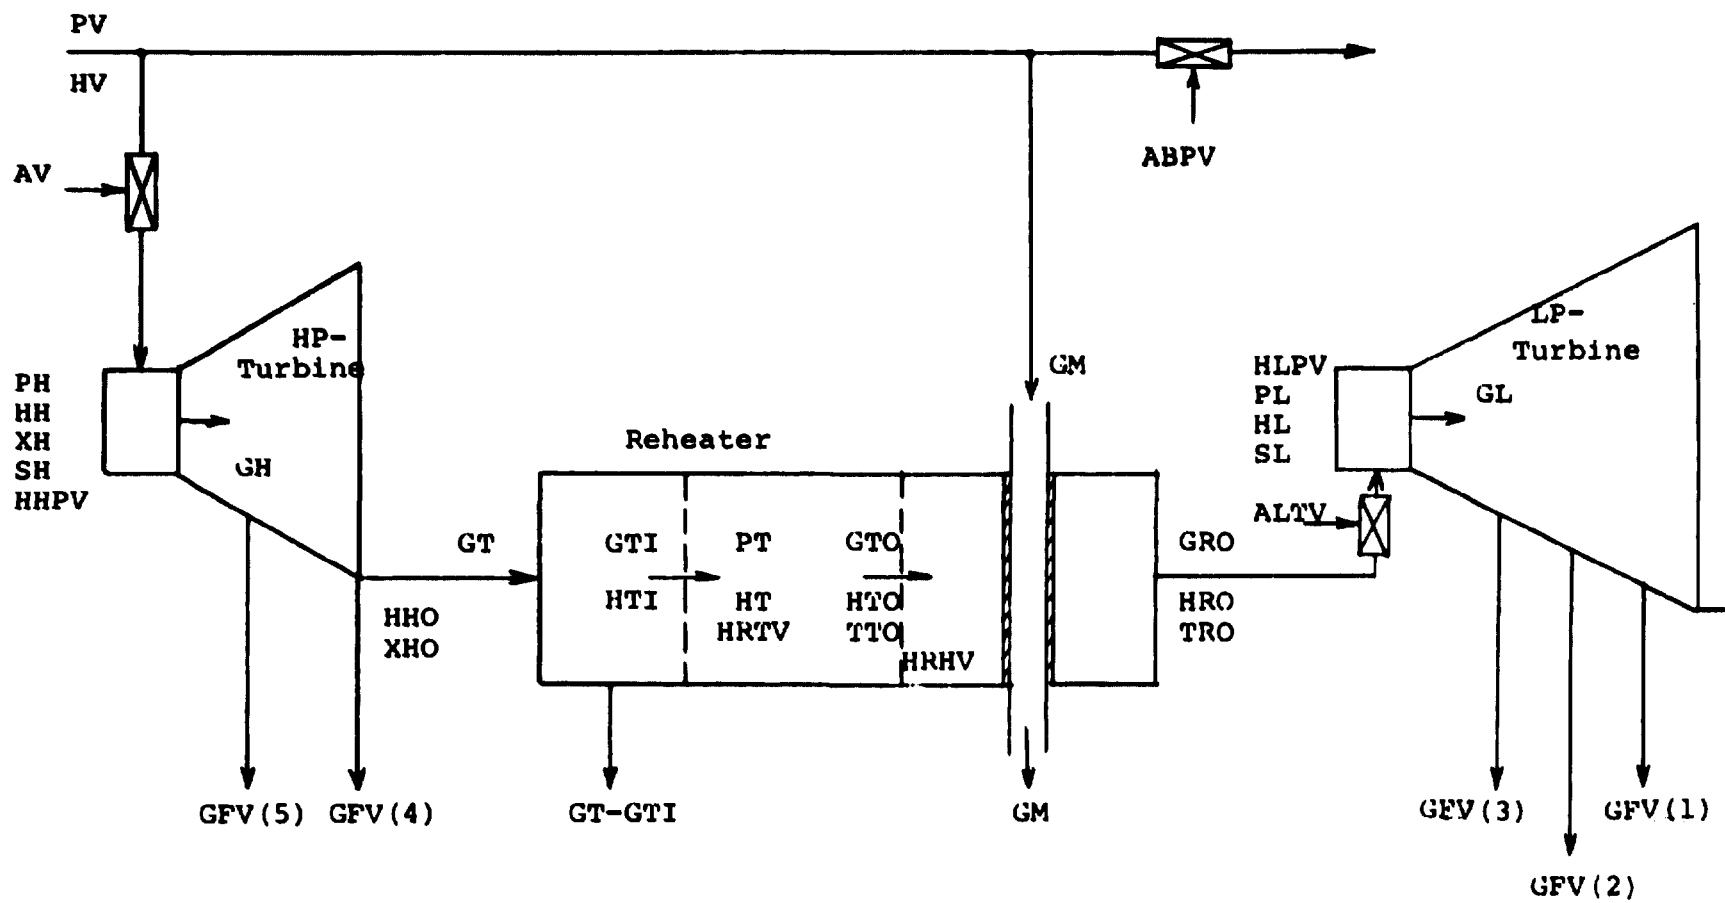 PV
HV
AV
ABPV
HP-
Turbine
PH
HH
XH
SH
HHPV
GH
GT
HHO
XHO
GFV(5)
GFV(4)
Reheater
GTI
HTI
PT
HT
HRTV
GTO
HTO
TTO
HRHV
GT-GTI
GM
GM
GRO
HRO
TRO
HLPV
PL
HL
SL
ALTV
LP-
Turbine
GL
GFV(3)
GFV(1)
GFV(2)